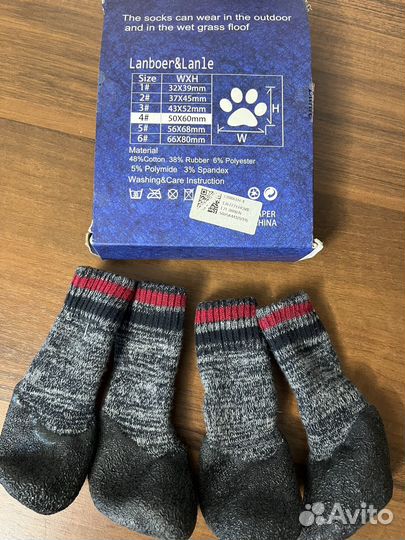 The socks can wear in the outdoor
and in the wet grass floof
Lanboer&Lanle
Size WXH
1# 32X39mm
2# 37X45mm
3# 43X52mm
4# 50X60mm
5# 56X68mm
6# 66X80mm
H
W
Material
48%Cotton 38% Rubber 6% Polyester
5% Polymide 3% Spandex
Washing&Care Instruction
APER
CHINA
Avito